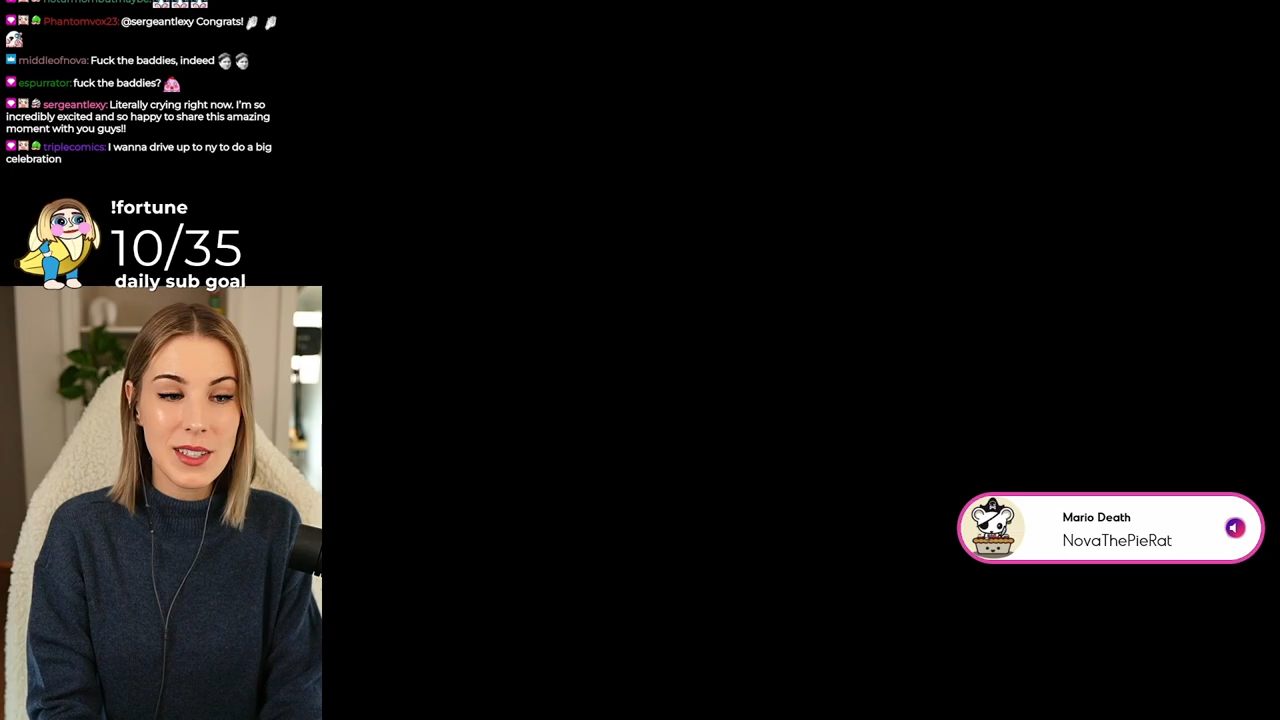 Phantomvox23: @sergeantlexy Congrats!
middleofnova: Fuck the baddies, indeed
espurrator: fuck the baddies?
sergeantlexy: Literally crying right now. I'm so
incredibly excited and so happy to share this amazing
moment with you guys!!
triplecomics: I wanna drive up to ny to do a big
celebration
!fortune
10/35
daily sub goal
Mario Death
NovaThePieRat